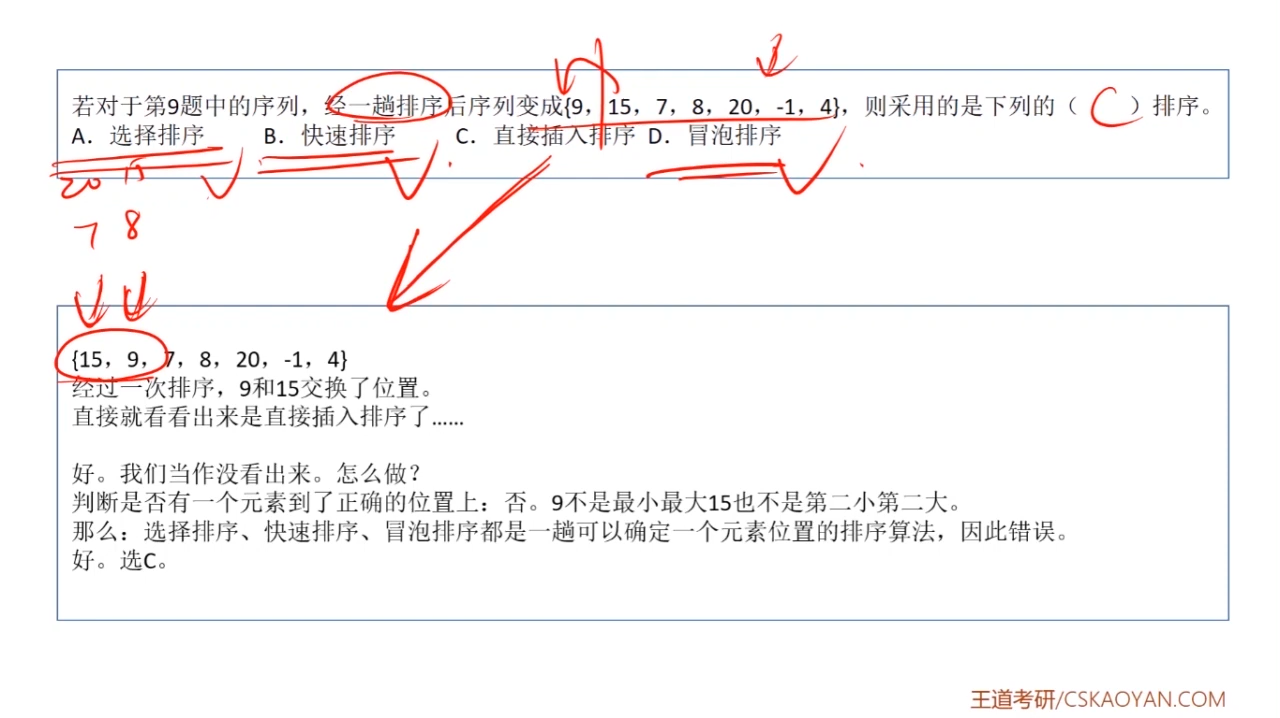 若对于第9题中的序列，经一趟排序后序列变成{9，15，7，8，20，-1，4}，则采用的是下列的（ C ）排序。
A．选择排序 B．快速排序 C．直接插入排序 D．冒泡排序
20 15
7 8
{15，9，7，8，20，-1，4}
经过一次排序，9和15交换了位置。
直接就看看出来是直接插入排序了……
好。我们当作没看出来。怎么做？
判断是否有一个元素到了正确的位置上：否。9不是最小最大15也不是第二小第二大。
那么：选择排序、快速排序、冒泡排序都是一趟可以确定一个元素位置的排序算法，因此错误。
好。选C。
王道考研/CSKAOYAN.COM